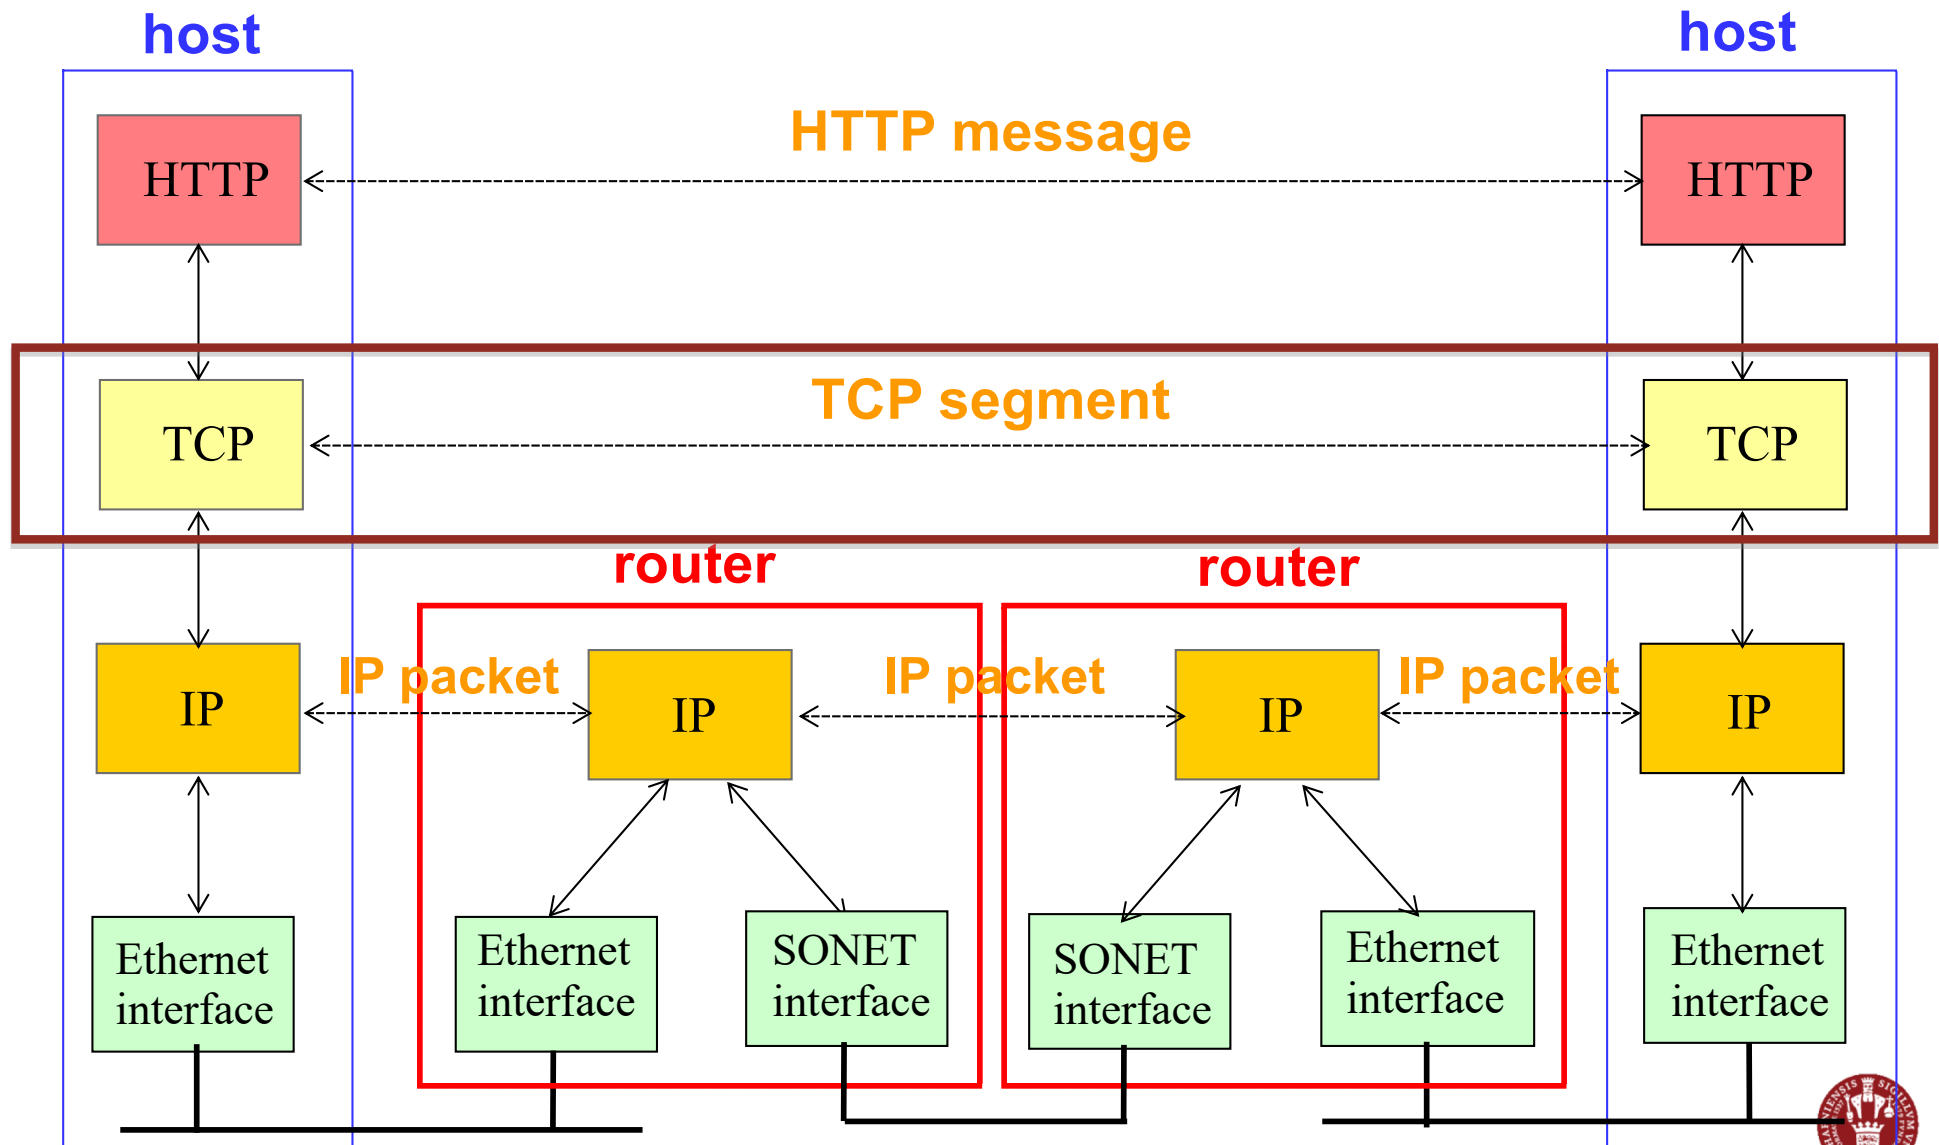 host
host
HTTP message
HTTP
HTTP
TCP segment
TCP
TCP
router
router
IP packet
IP packet
IP packet
IP
IP
IP
IP
Ethernet
interface
Ethernet
interface
SONET
interface
SONET
interface
Ethernet
interface
Ethernet
interface